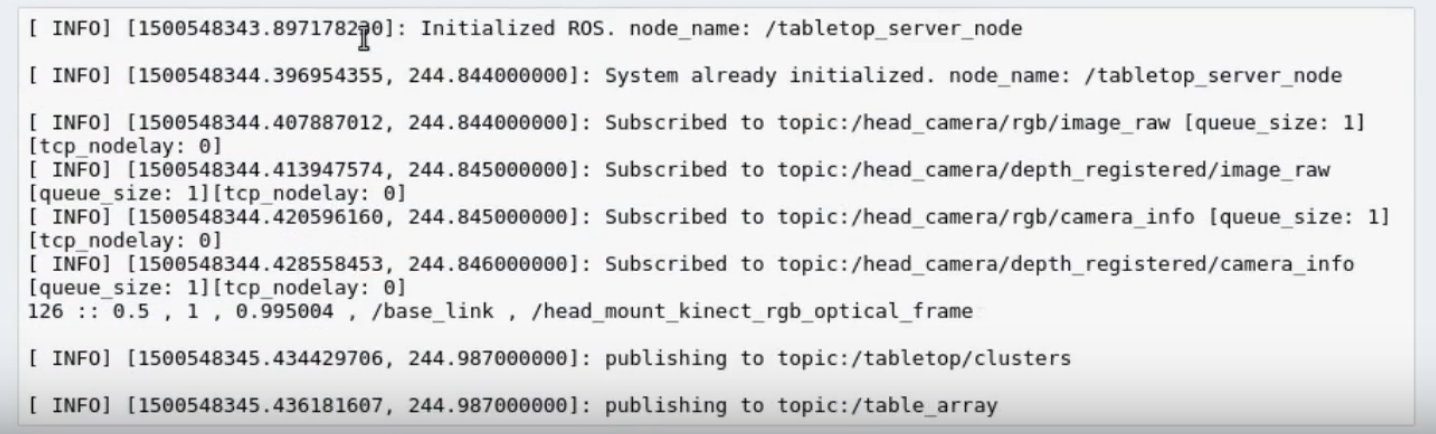 [ INFO] [1500548343.897178230]: Initialized ROS. node_name: /tabletop_server_node
[ INFO] [1500548344.396954355, 244.844000000]: System already initialized. node_name: /tabletop_server_node
[ INFO] [1500548344.407887012, 244.844000000]: Subscribed to topic:/head_camera/rgb/image_raw [queue_size: 1]
[tcp_nodelay: 0]
[ INFO] [1500548344.413947574, 244.845000000]: Subscribed to topic:/head_camera/depth_registered/image_raw
[queue_size: 1][tcp_nodelay: 0]
[ INFO] [1500548344.420596160, 244.845000000]: Subscribed to topic:/head_camera/rgb/camera_info [queue_size: 1]
[tcp_nodelay: 0]
[ INFO] [1500548344.428558453, 244.846000000]: Subscribed to topic:/head_camera/depth_registered/camera_info
[queue_size: 1][tcp_nodelay: 0]
126 :: 0.5 , 1 , 0.995004 , /base_link , /head_mount_kinect_rgb_optical_frame
[ INFO] [1500548345.434429706, 244.987000000]: publishing to topic:/tabletop/clusters
[ INFO] [1500548345.436181607, 244.987000000]: publishing to topic:/table_array